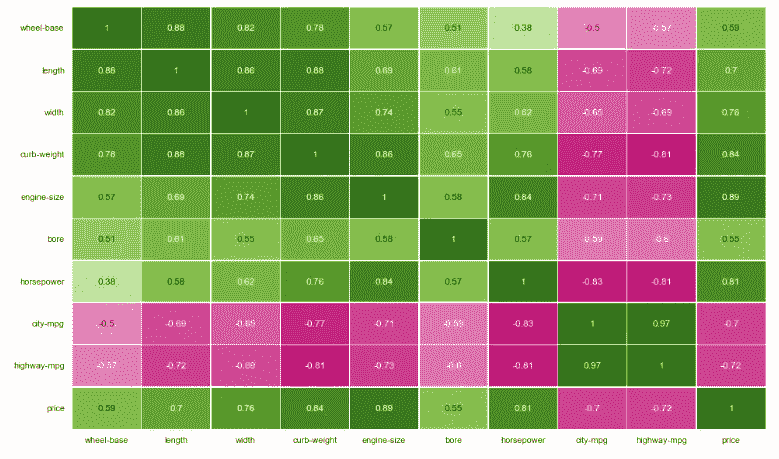 wheel-base 1 0.88 0.82 0.78 0.57 0.51 0.38 -0.5 -0.57 0.59
length 0.88 1 0.86 0.88 0.69 0.61 0.58 -0.69 -0.72 0.7
width 0.82 0.86 1 0.87 0.74 0.55 0.62 -0.65 -0.69 0.76
curb-weight 0.78 0.88 0.87 1 0.86 0.65 0.76 -0.77 -0.81 0.84
engine-size 0.57 0.69 0.74 0.86 1 0.58 0.84 -0.71 -0.73 0.89
bore 0.51 0.61 0.55 0.65 0.58 1 0.57 -0.59 -0.6 0.55
horsepower 0.38 0.58 0.62 0.76 0.84 0.57 1 -0.83 -0.81 0.81
city-mpg -0.5 -0.69 -0.65 -0.77 -0.71 -0.59 -0.83 1 0.97 -0.7
highway-mpg -0.57 -0.72 -0.69 -0.81 -0.73 -0.6 -0.81 0.97 1 -0.72
price 0.59 0.7 0.76 0.84 0.89 0.55 0.81 -0.7 -0.72 1
wheel-base length width curb-weight engine-size bore horsepower city-mpg highway-mpg price